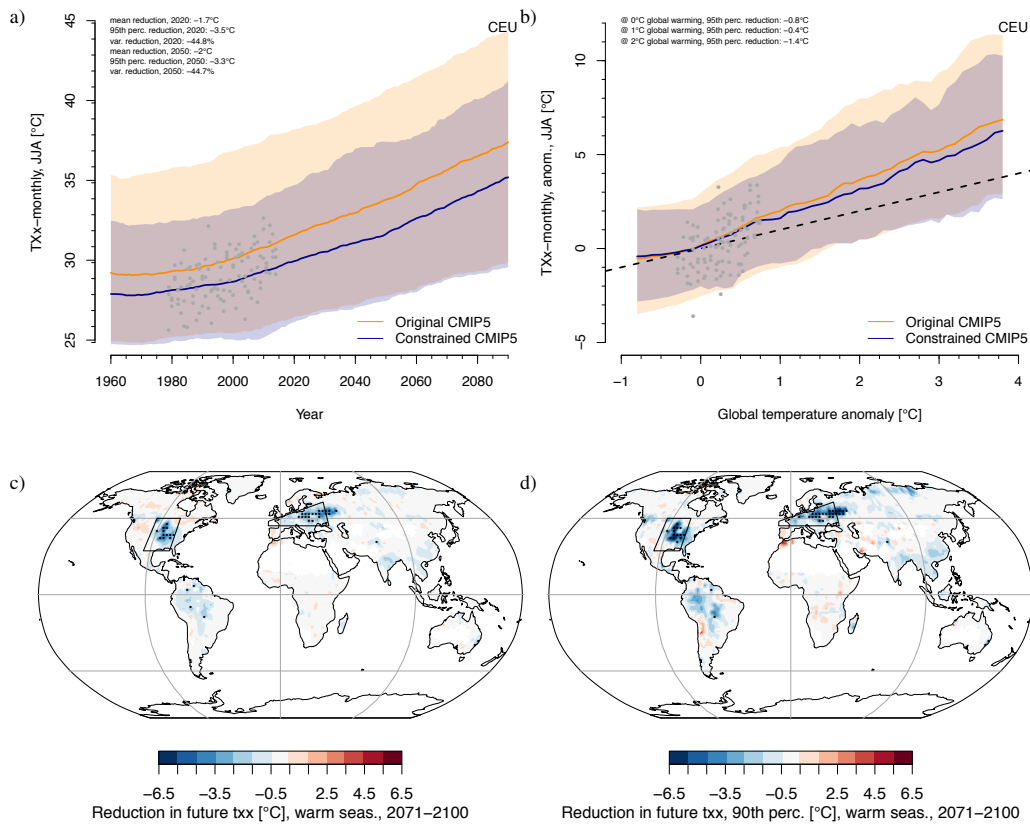 a)
mean reduction, 2020: −1.7°C
95th perc. reduction, 2020: −3.5°C
var. reduction, 2020: −44.8%
mean reduction, 2050: −2°C
95th perc. reduction, 2050: −3.3°C
var. reduction, 2050: −44.7%
CEU
TXx−monthly, JJA [°C]
45
40
35
30
25
Original CMIP5
Constrained CMIP5
1960 1980 2000 2020 2040 2060 2080
Year
b)
@ 0°C global warming, 95th perc. reduction: −0.8°C
@ 1°C global warming, 95th perc. reduction: −0.4°C
@ 2°C global warming, 95th perc. reduction: −1.4°C
CEU
TXx−monthly, anom., JJA [°C]
10
5
0
−5
Original CMIP5
Constrained CMIP5
−1 0 1 2 3 4
Global temperature anomaly [°C]
c)
−6.5 −4.5 −2.5 −0.5 2.5 4.5 6.5
Reduction in future txx [°C], warm seas., 2071−2100
d)
−6.5 −4.5 −2.5 −0.5 2.5 4.5 6.5
Reduction in future txx, 90th perc. [°C], warm seas., 2071−2100